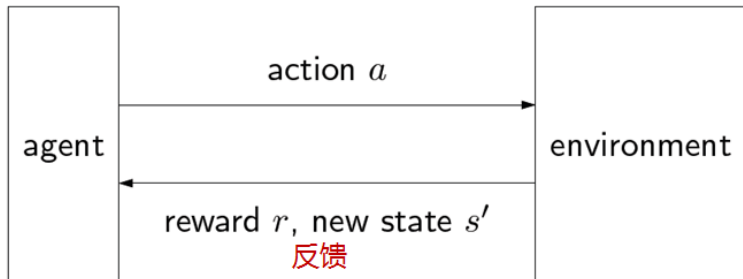 action a
agent
environment
reward r, new state s′
反馈